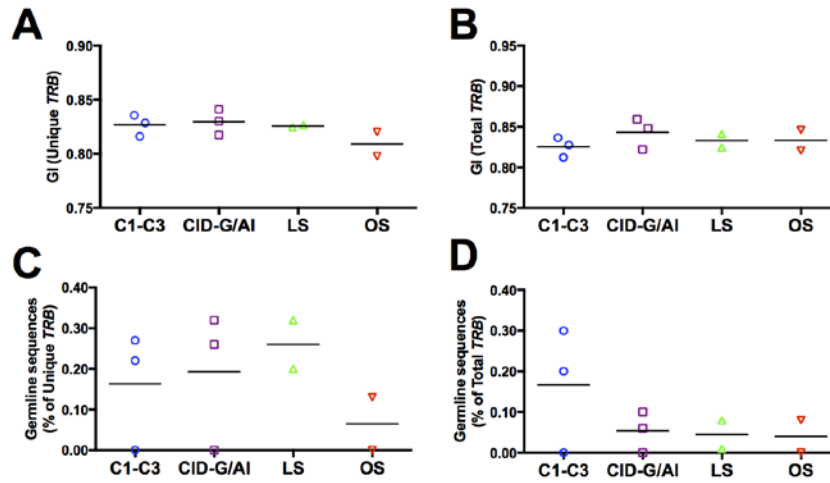 A
GI (Unique TRB)
0.90
0.85
0.80
0.75
C1-C3 CID-G/AI LS OS
B
GI (Total TRB)
0.95
0.90
0.85
0.80
0.75
C1-C3 CID-G/AI LS OS
C
Germline sequences
(% of Unique TRB)
0.40
0.30
0.20
0.10
0.00
C1-C3 CID-G/AI LS OS
D
Germline sequences
(% of Total TRB)
0.40
0.30
0.20
0.10
0.00
C1-C3 CID-G/AI LS OS